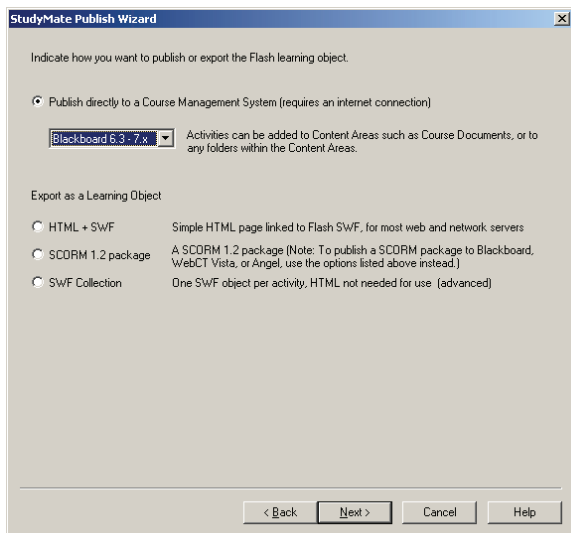 StudyMate Publish Wizard
Indicate how you want to publish or export the Flash learning object.
Publish directly to a Course Management System (requires an internet connection)
Blackboard 6.3 - 7.x
Activities can be added to Content Areas such as Course Documents, or to
any folders within the Content Areas.
Export as a Learning Object
HTML + SWF
Simple HTML page linked to Flash SWF, for most web and network servers
SCORM 1.2 package
A SCORM 1.2 package (Note: To publish a SCORM package to Blackboard,
WebCT Vista, or Angel, use the options listed above instead.)
SWF Collection
One SWF object per activity, HTML not needed for use (advanced)
< Back
Next >
Cancel
Help